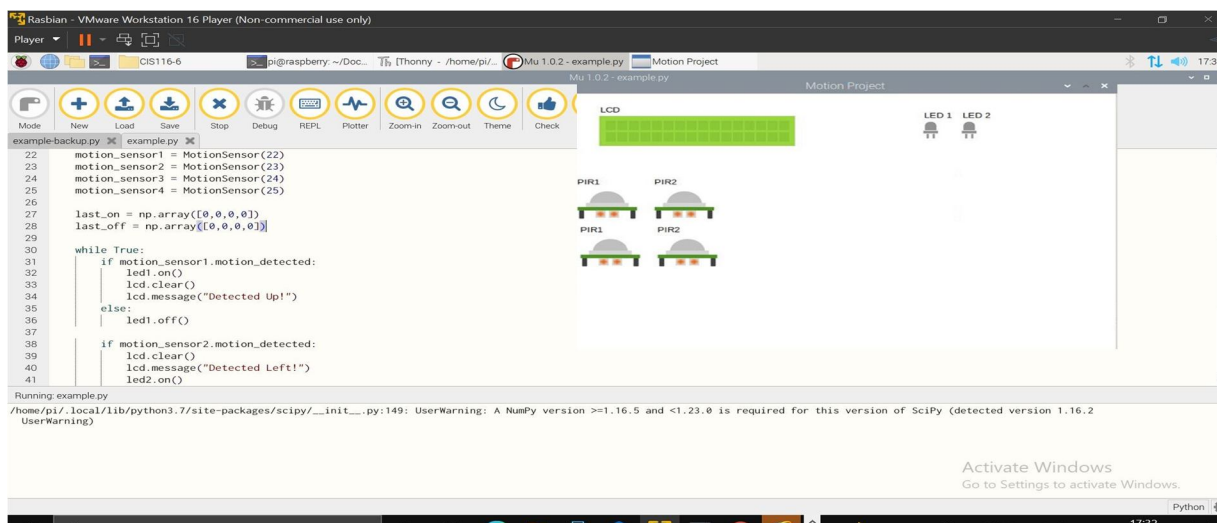 Rasbian - VMware Workstation 16 Player (Non-commercial use only)
Player
CIS116-6
pi@raspberry: ~/Doc...
[Thonny - /home/pi/...
Mu 1.0.2 - example.py
Motion Project
17:3
Mu 1.0.2 - example.py
Motion Project
Mode New Load Save Stop Debug REPL Plotter Zoom-in Zoom-out Theme Check
example-backup.py example.py
22 motion_sensor1 = MotionSensor(22)
23 motion_sensor2 = MotionSensor(23)
24 motion_sensor3 = MotionSensor(24)
25 motion_sensor4 = MotionSensor(25)
26
27 last_on = np.array([0,0,0,0])
28 last_off = np.array([0,0,0,0])
29
30 while True:
31 if motion_sensor1.motion_detected:
32 led1.on()
33 lcd.clear()
34 lcd.message("Detected Up!")
35 else:
36 led1.off()
37
38 if motion_sensor2.motion_detected:
39 lcd.clear()
40 lcd.message("Detected Left!")
41 led2.on()
LCD
LED 1 LED 2
PIR1 PIR2
PIR1 PIR2
Running: example.py
/home/pi/.local/lib/python3.7/site-packages/scipy/__init__.py:149: UserWarning: A NumPy version >=1.16.5 and <1.23.0 is required for this version of SciPy (detected version 1.16.2
UserWarning)
Activate Windows
Go to Settings to activate Windows.
Python